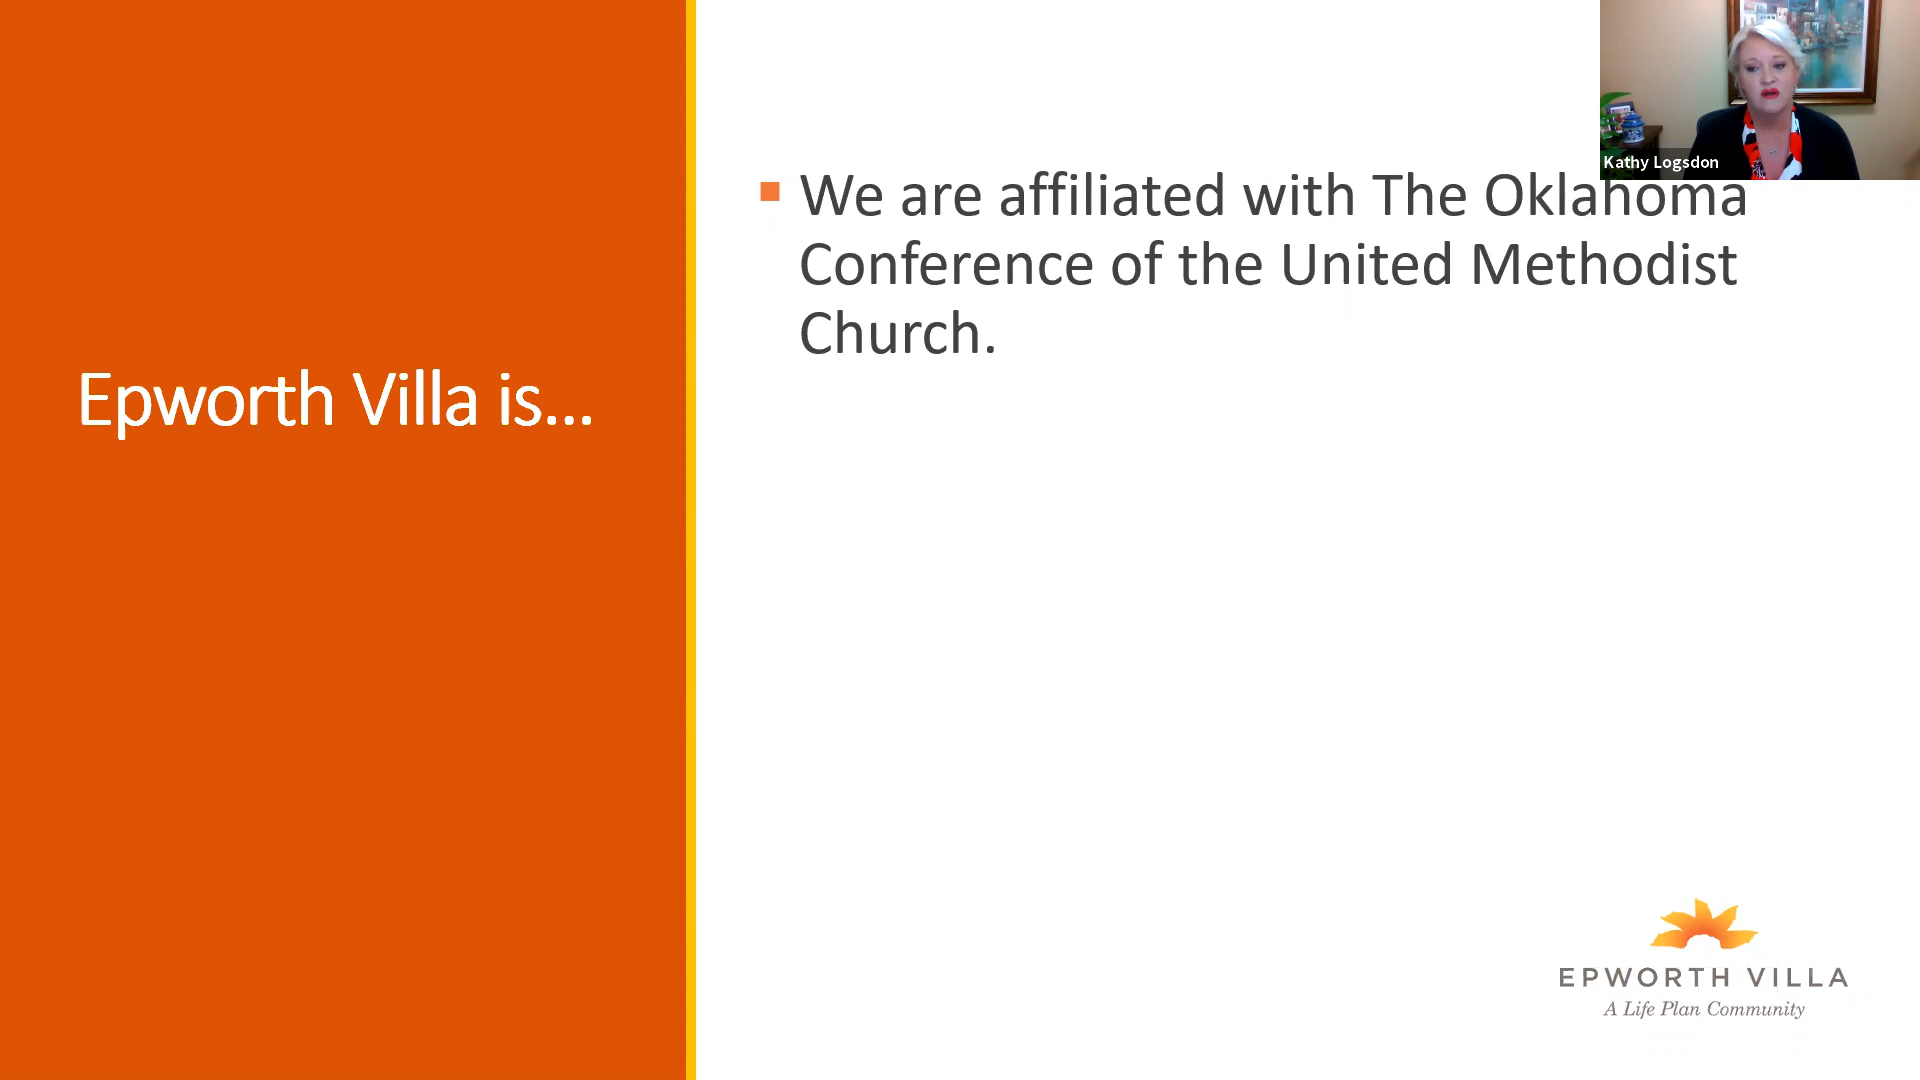 Kathy Logsdon
We are affiliated with The Oklahoma
Conference of the United Methodist
Church.
Epworth Villa is...
EPWORTH VILLA
A Life Plan Community